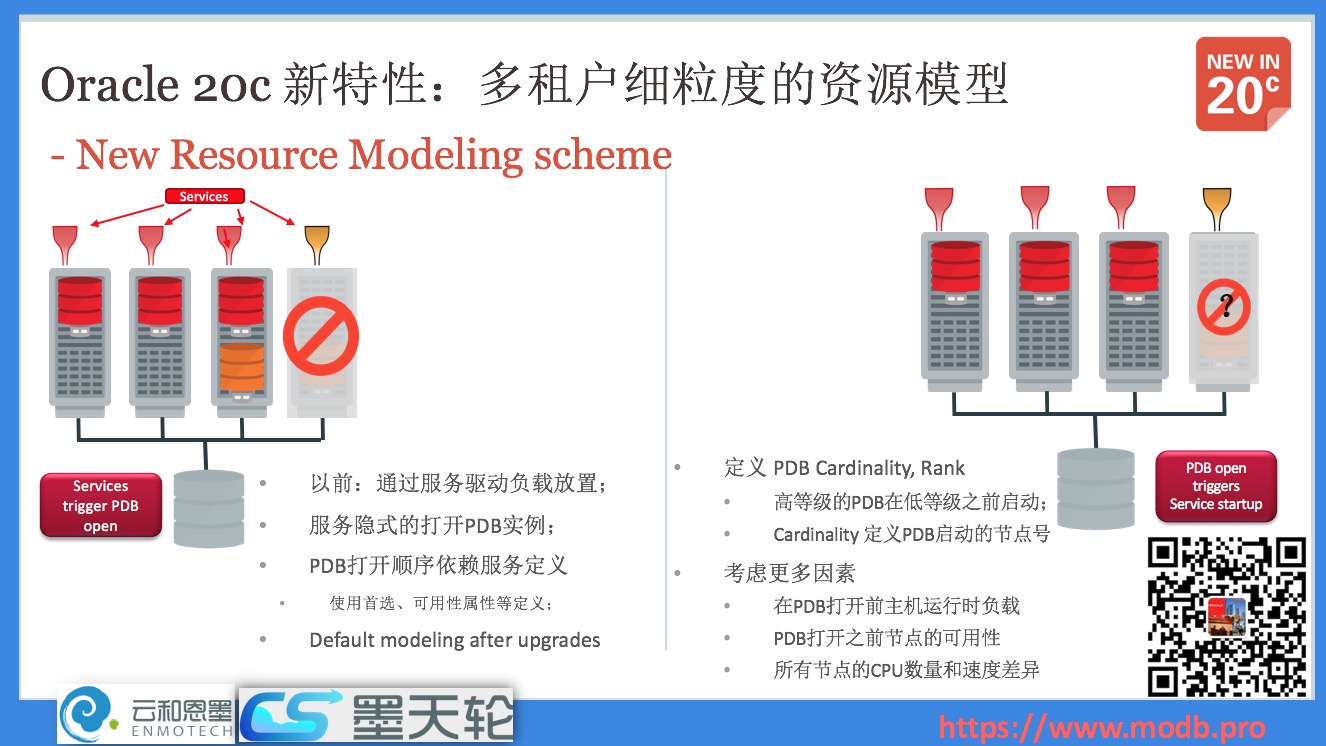 Oracle 20c 新特性：多租户细粒度的资源模型
- New Resource Modeling scheme
NEW IN
20c
Services
Services
trigger PDB
open
以前：通过服务驱动负载放置；
服务隐式的打开PDB实例；
PDB打开顺序依赖服务定义
使用首选、可用性属性等定义；
Default modeling after upgrades
?
定义 PDB Cardinality, Rank
高等级的PDB在低等级之前启动；
Cardinality 定义PDB启动的节点号
考虑更多因素
在PDB打开前主机运行时负载
PDB打开之前节点的可用性
所有节点的CPU数量和速度差异
PDB open
triggers
Service startup
云和恩墨
ENMOTECH
墨天轮
https://www.modb.pro